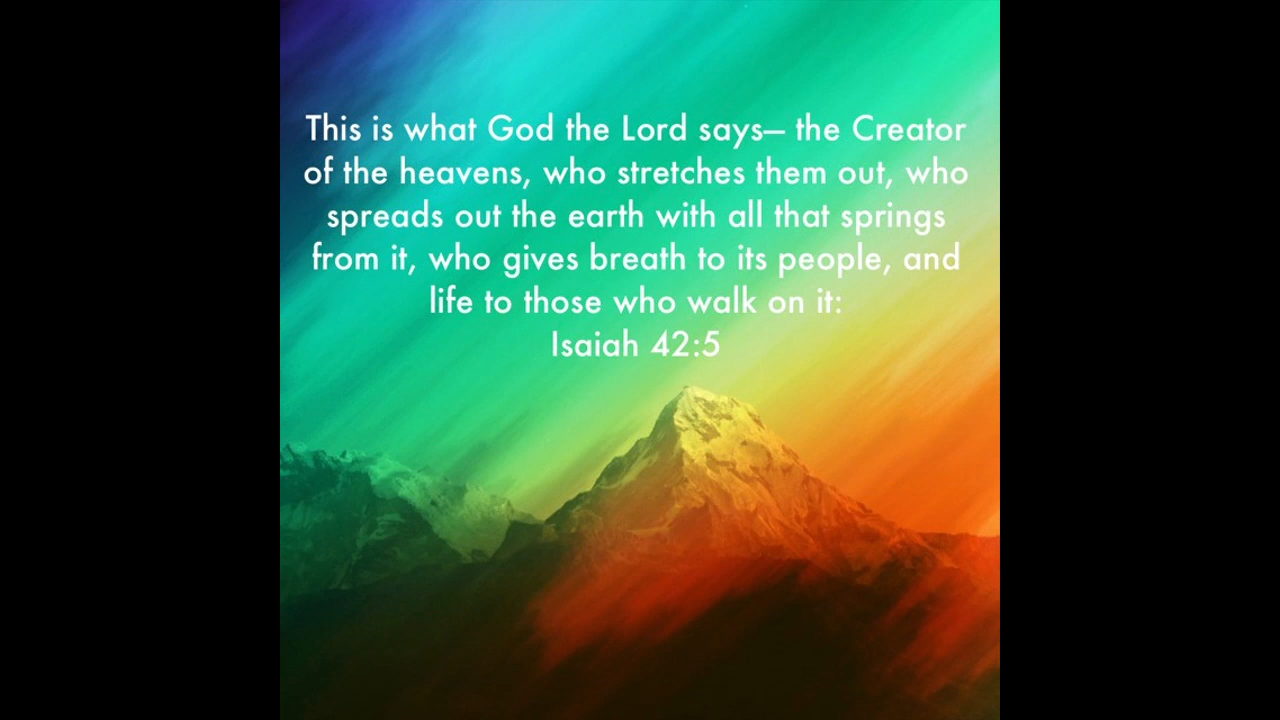 This is what God the Lord says— the Creator
of the heavens, who stretches them out, who
spreads out the earth with all that springs
from it, who gives breath to its people, and
life to those who walk on it:
Isaiah 42:5